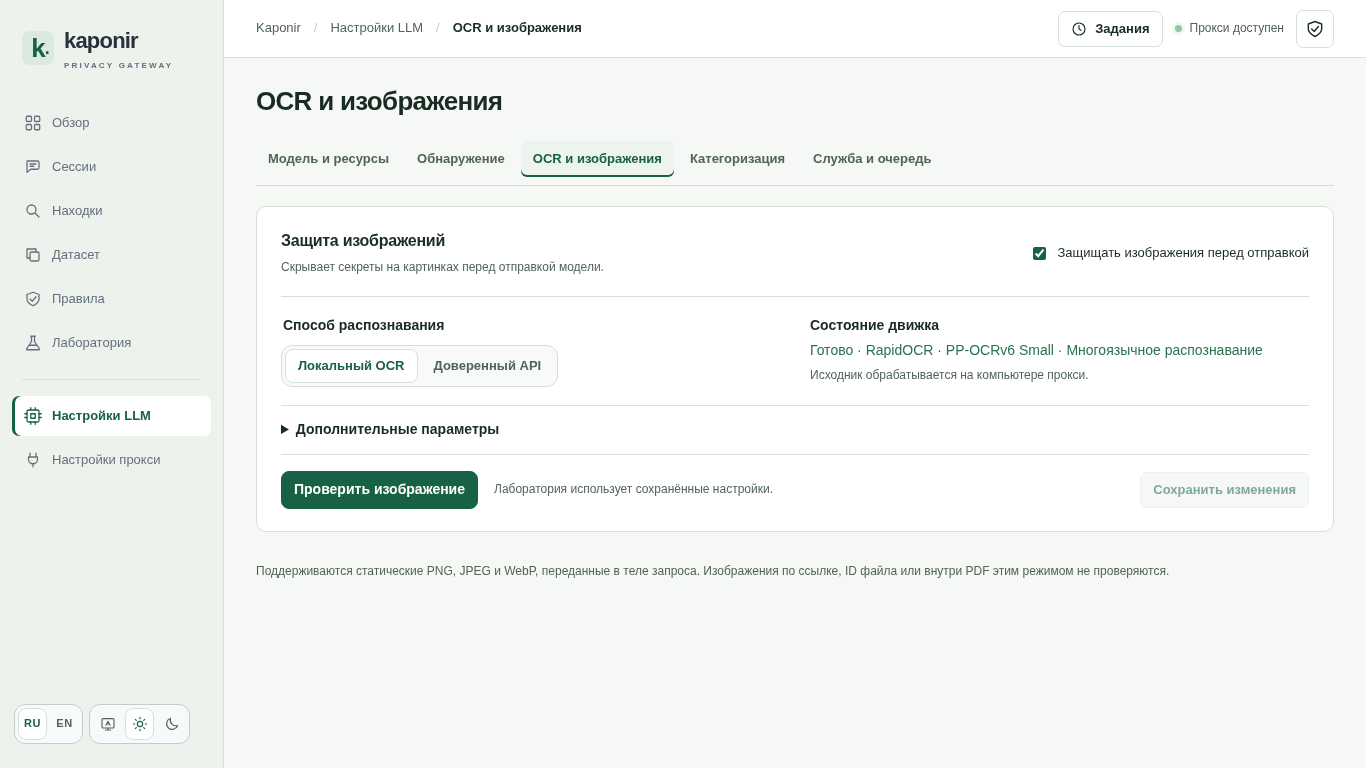 k.
kaponir
PRIVACY GATEWAY
Обзор
Сессии
Находки
Датасет
Правила
Лаборатория
Настройки LLM
Настройки прокси
RU EN
Kaponir / Настройки LLM / OCR и изображения
Задания
Прокси доступен
OCR и изображения
Модель и ресурсы Обнаружение OCR и изображения Категоризация Служба и очередь
Защита изображений
Скрывает секреты на картинках перед отправкой модели.
Защищать изображения перед отправкой
Способ распознавания
Локальный OCR Доверенный API
Состояние движка
Готово · RapidOCR · PP-OCRv6 Small · Многоязычное распознавание
Исходник обрабатывается на компьютере прокси.
Дополнительные параметры
Проверить изображение
Лаборатория использует сохранённые настройки.
Сохранить изменения
Поддерживаются статические PNG, JPEG и WebP, переданные в теле запроса. Изображения по ссылке, ID файла или внутри PDF этим режимом не проверяются.